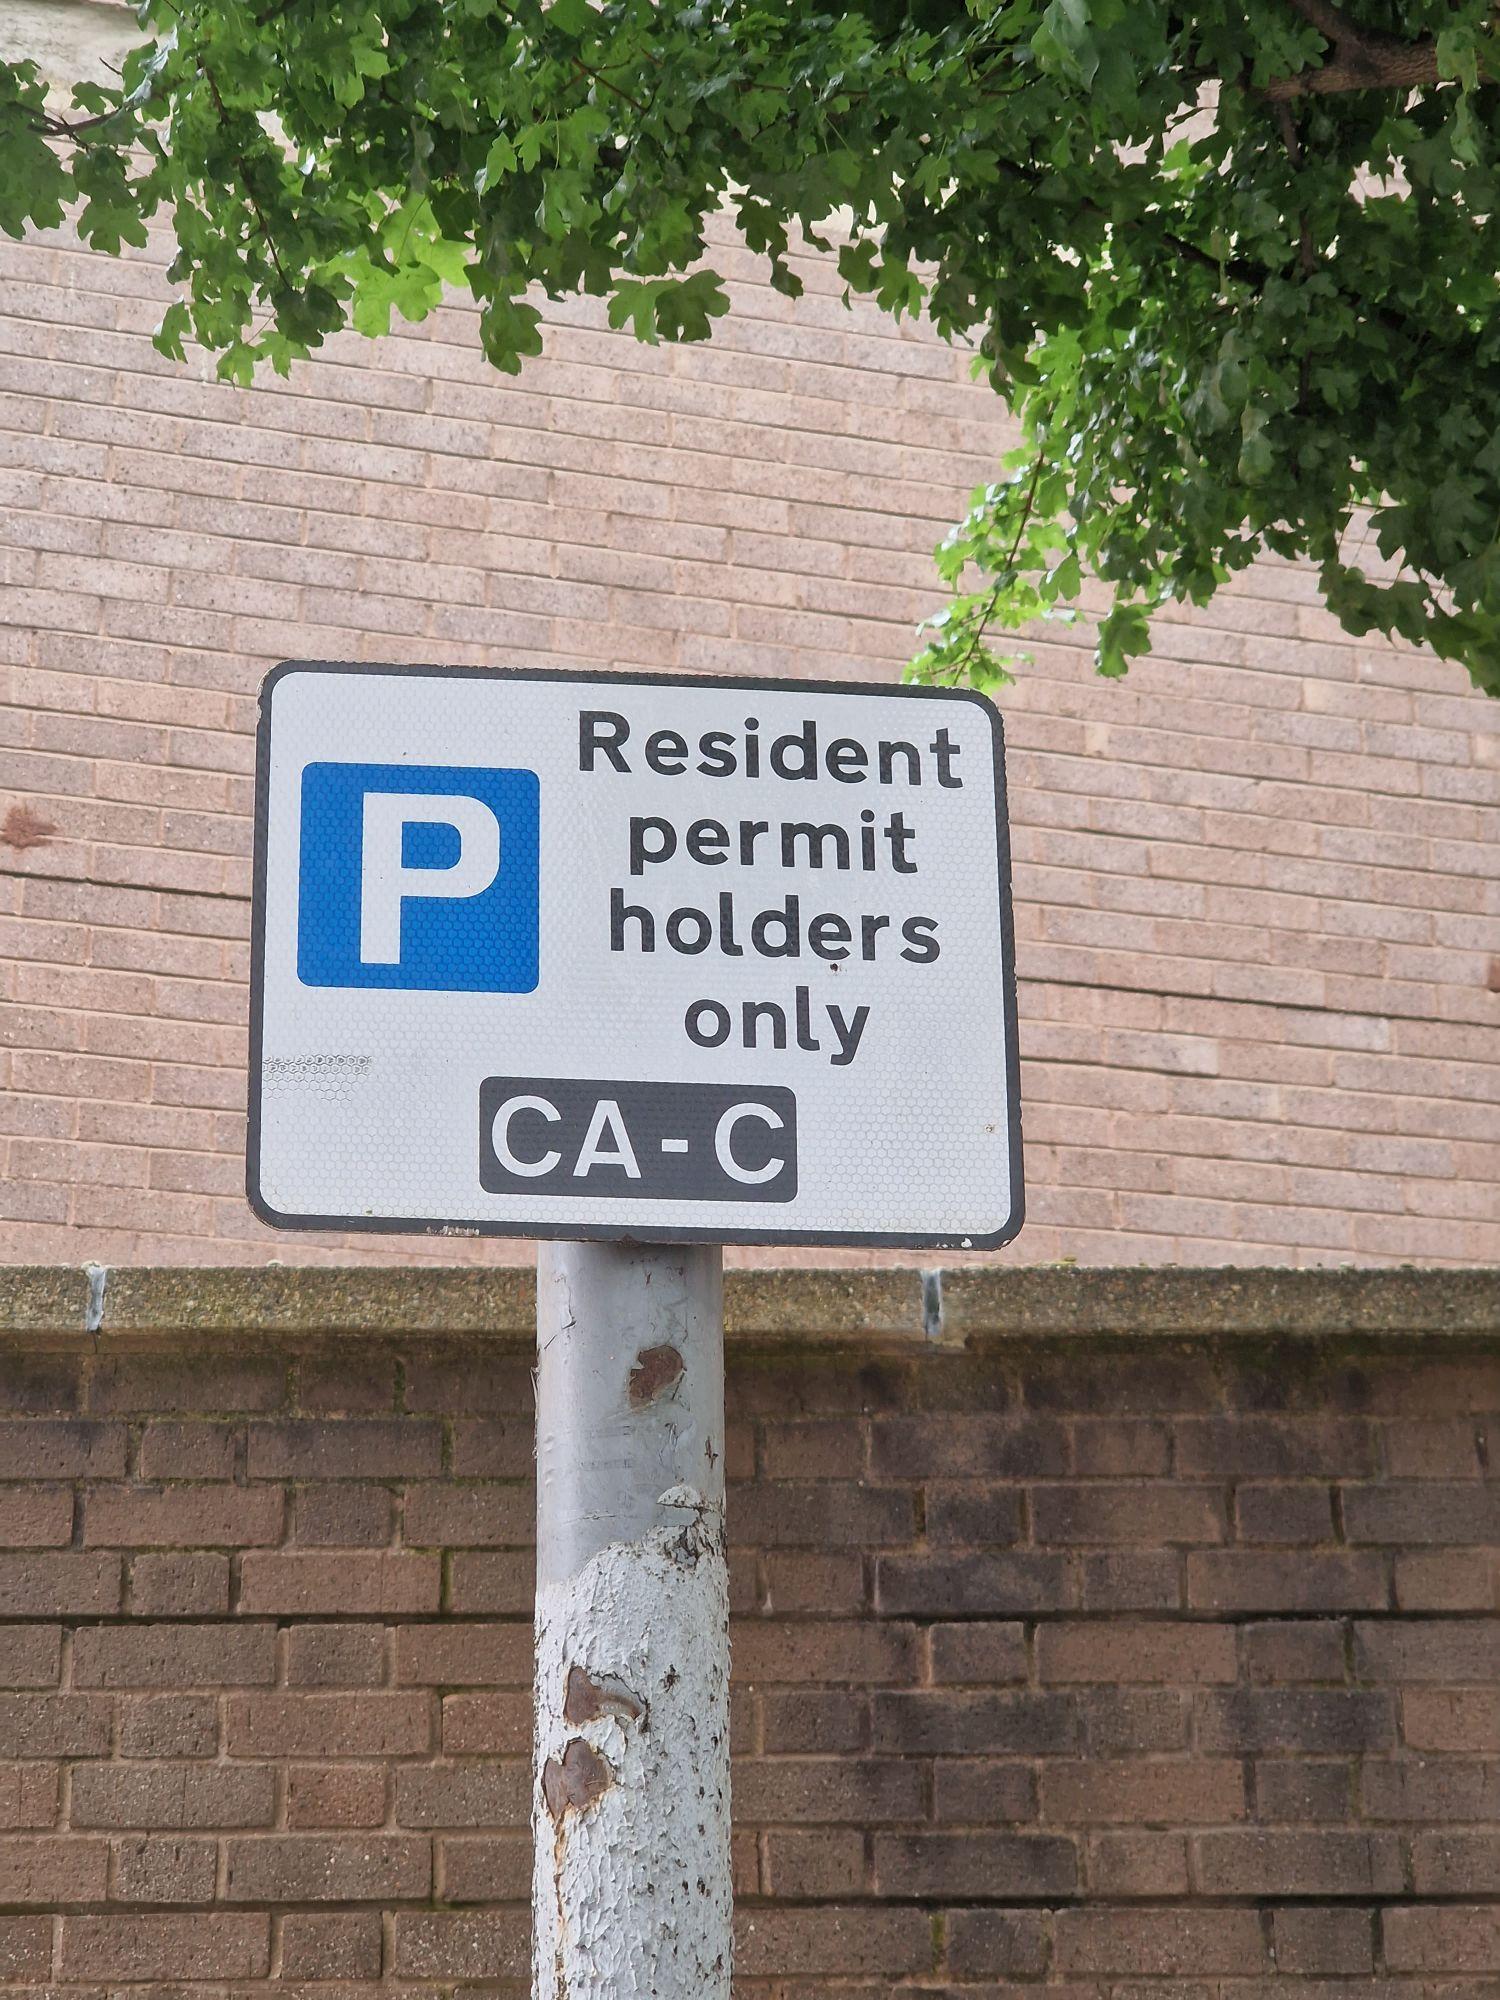 P
Resident
permit
holders
only
CA-C